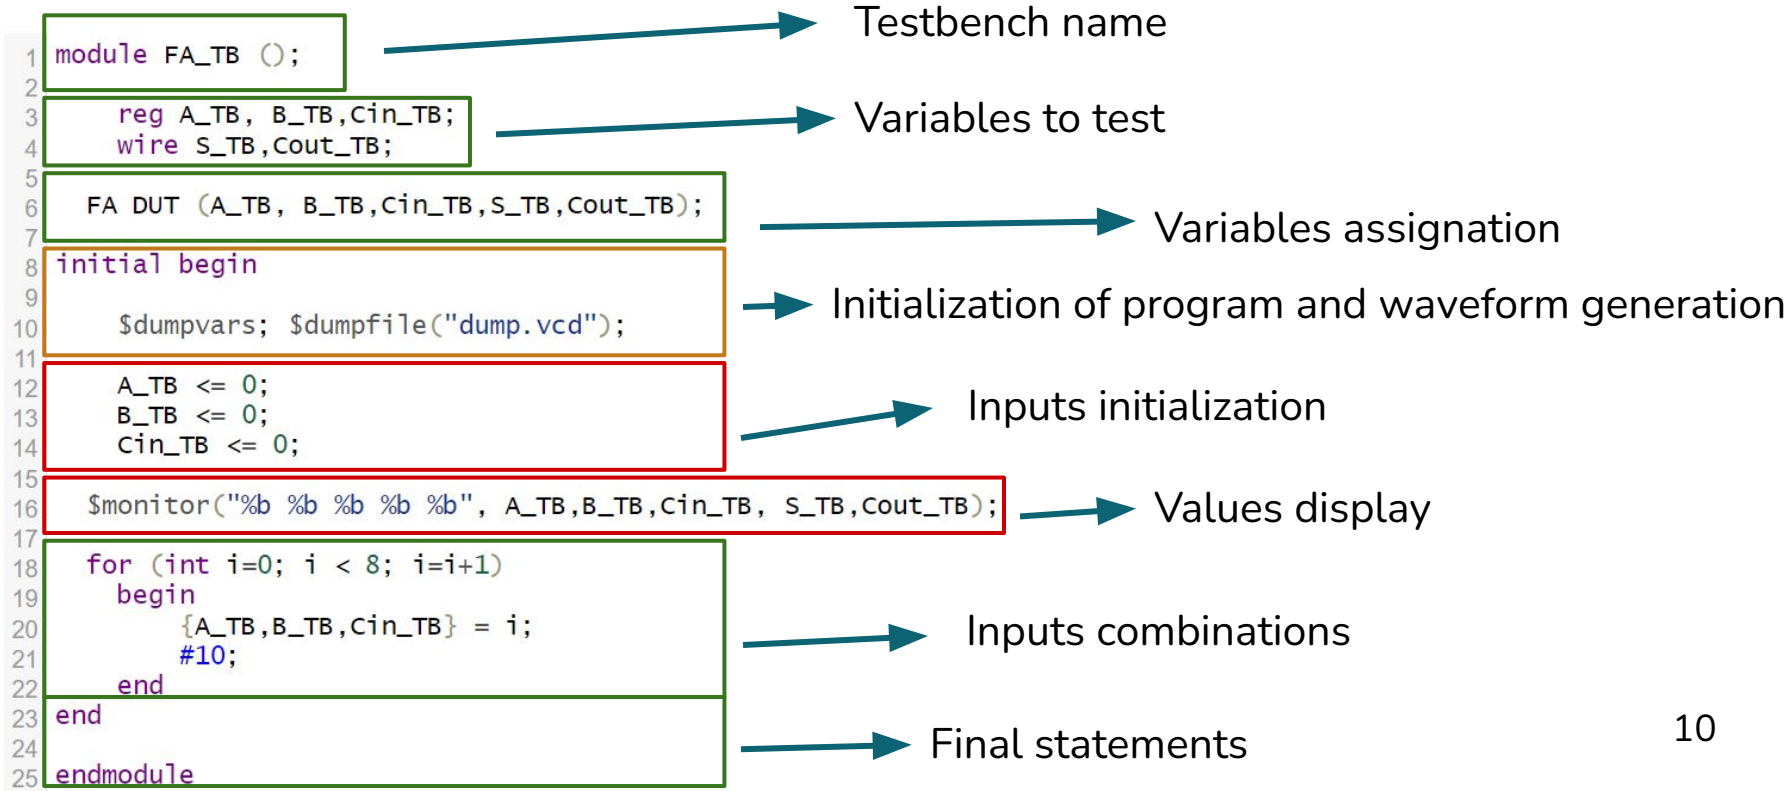 1 module FA_TB ();
Testbench name
2
3 reg A_TB, B_TB,Cin_TB;
4 wire S_TB,Cout_TB;
Variables to test
5
6 FA DUT (A_TB, B_TB,Cin_TB,S_TB,Cout_TB);
7
Variables assignation
8 initial begin
9
10 $dumpvars; $dumpfile("dump.vcd");
Initialization of program and waveform generation
11
12 A_TB <= 0;
13 B_TB <= 0;
14 Cin_TB <= 0;
Inputs initialization
15
16 $monitor("%b %b %b %b %b", A_TB,B_TB,Cin_TB, S_TB,Cout_TB);
Values display
17
18 for (int i=0; i < 8; i=i+1)
19 begin
20 {A_TB,B_TB,Cin_TB} = i;
21 #10;
22 end
Inputs combinations
23 end
24
25 endmodule
Final statements
10